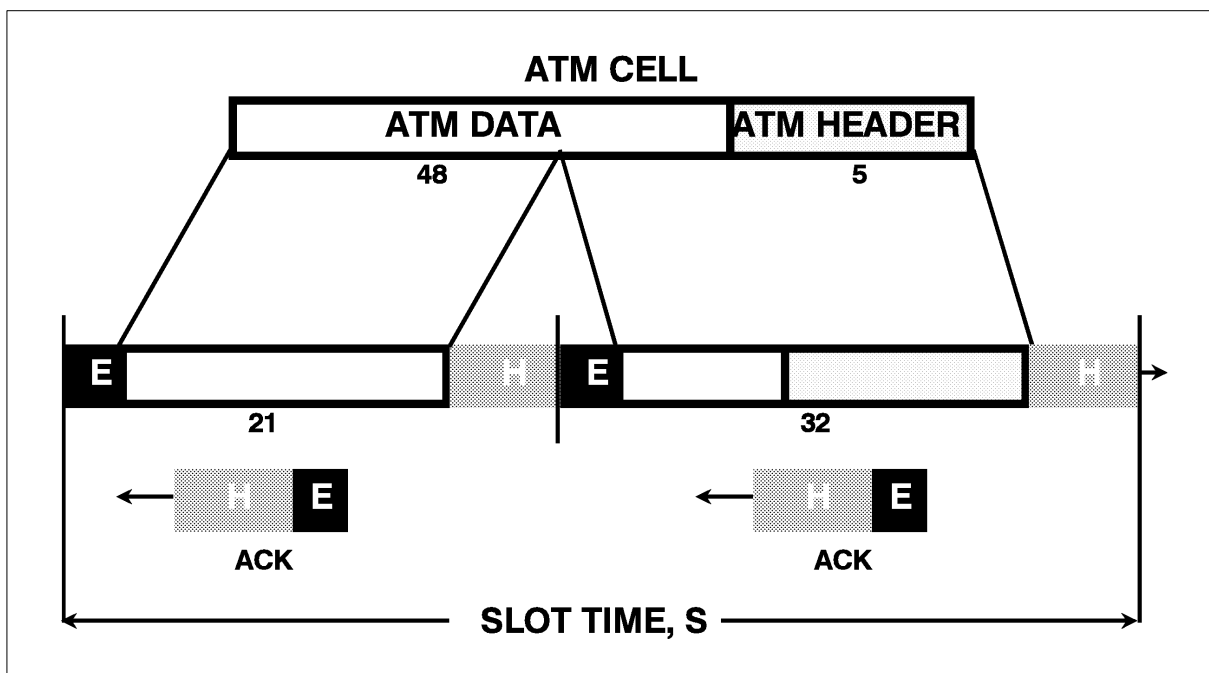 ATM CELL
ATM DATA ATM HEADER
48 5
E H E H
21 32
H E H E
ACK ACK
SLOT TIME, S